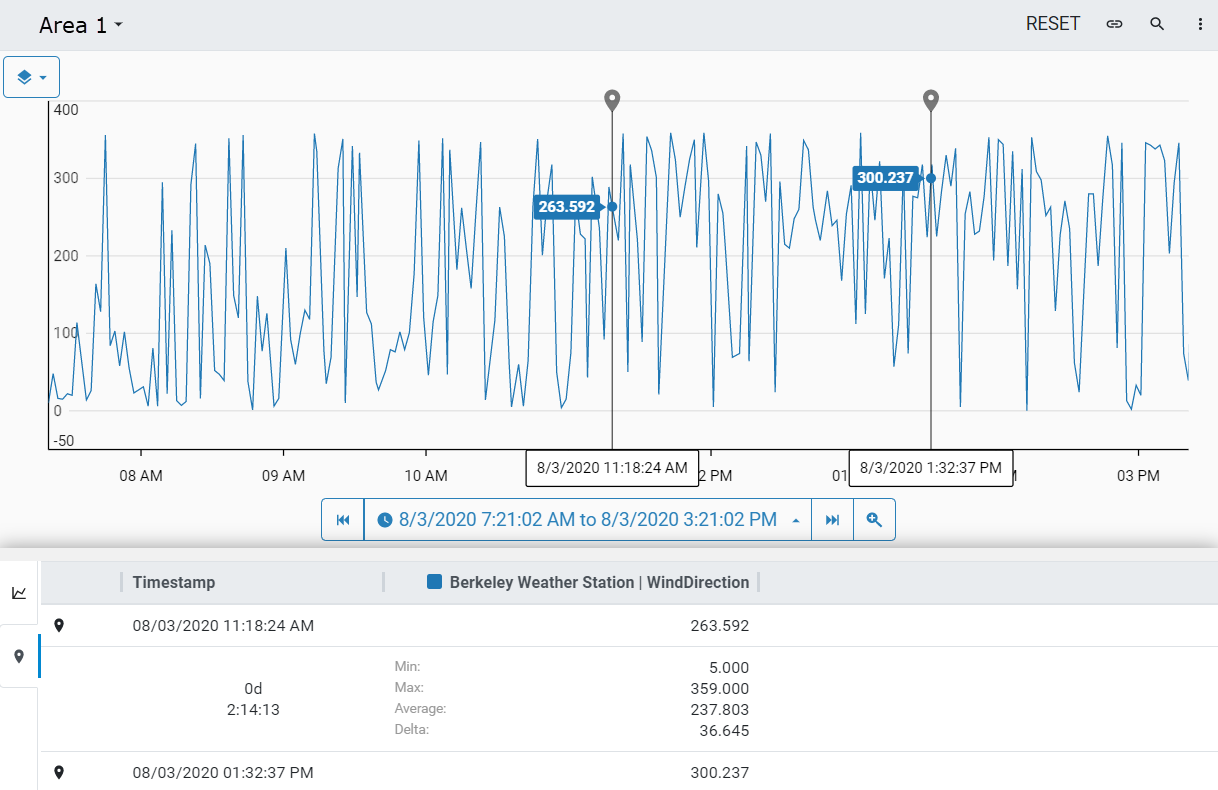 Area 1
RESET
400
300
200
100
0
-50
263.592
300.237
08 AM
09 AM
10 AM
8/3/2020 11:18:24 AM
2 PM
01
8/3/2020 1:32:37 PM
03 PM
8/3/2020 7:21:02 AM to 8/3/2020 3:21:02 PM
Timestamp
Berkeley Weather Station | WindDirection
08/03/2020 11:18:24 AM 263.592
Min: 5.000
0d Max: 359.000
2:14:13 Average: 237.803
Delta: 36.645
08/03/2020 01:32:37 PM 300.237